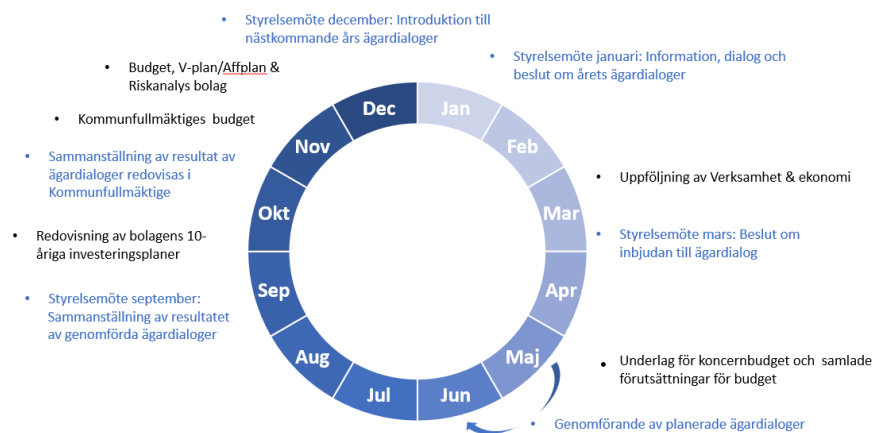 • Styrelsemöte december: Introduktion till
nästkommande års ägardialoger
• Styrelsemöte januari: Information, dialog och
beslut om årets ägardialoger
• Budget, V-plan/Affplan &
Riskanalys bolag
• Kommunfullmäktiges budget
• Sammanställning av resultat av
ägardialoger redovisas i
Kommunfullmäktige
• Redovisning av bolagens 10-
åriga investeringsplaner
• Styrelsemöte september:
Sammanställning av resultatet
av genomförda ägardialoger
Jan
Feb
Mar
Apr
Maj
Jun
Jul
Aug
Sep
Okt
Nov
Dec
• Uppföljning av Verksamhet & ekonomi
• Styrelsemöte mars: Beslut om
inbjudan till ägardialog
• Underlag för koncernbudget och samlade
förutsättningar för budget
• Genomförande av planerade ägardialoger